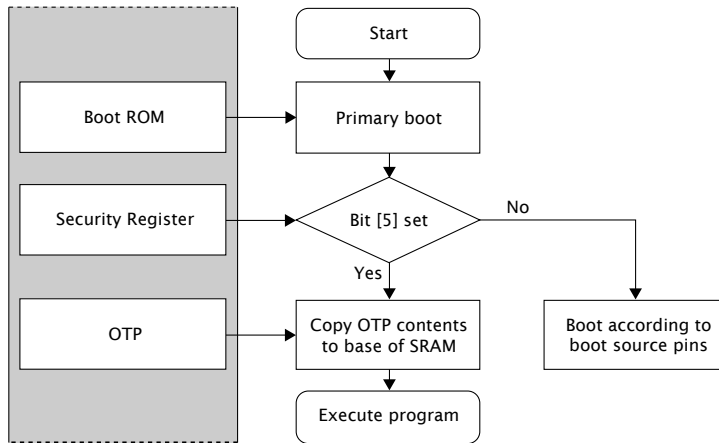 Start
Boot ROM
Primary boot
Security Register
Bit [5] set
No
Yes
OTP
Copy OTP contents
to base of SRAM
Boot according to
boot source pins
Execute program